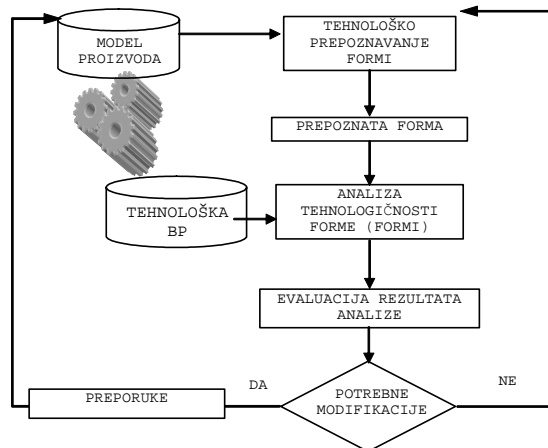 MODEL
PROIZVODA
TEHNOLOŠKO
PREPOZNAVANJE
FORMI
PREPOZNATA FORMA
TEHNOLOŠKA
BP
ANALIZA
TEHNOLOGIČNOSTI
FORME (FORMI)
EVALUACIJA REZULTATA
ANALIZE
PREPORUKE
DA
POTREBNE
MODIFIKACIJE
NE